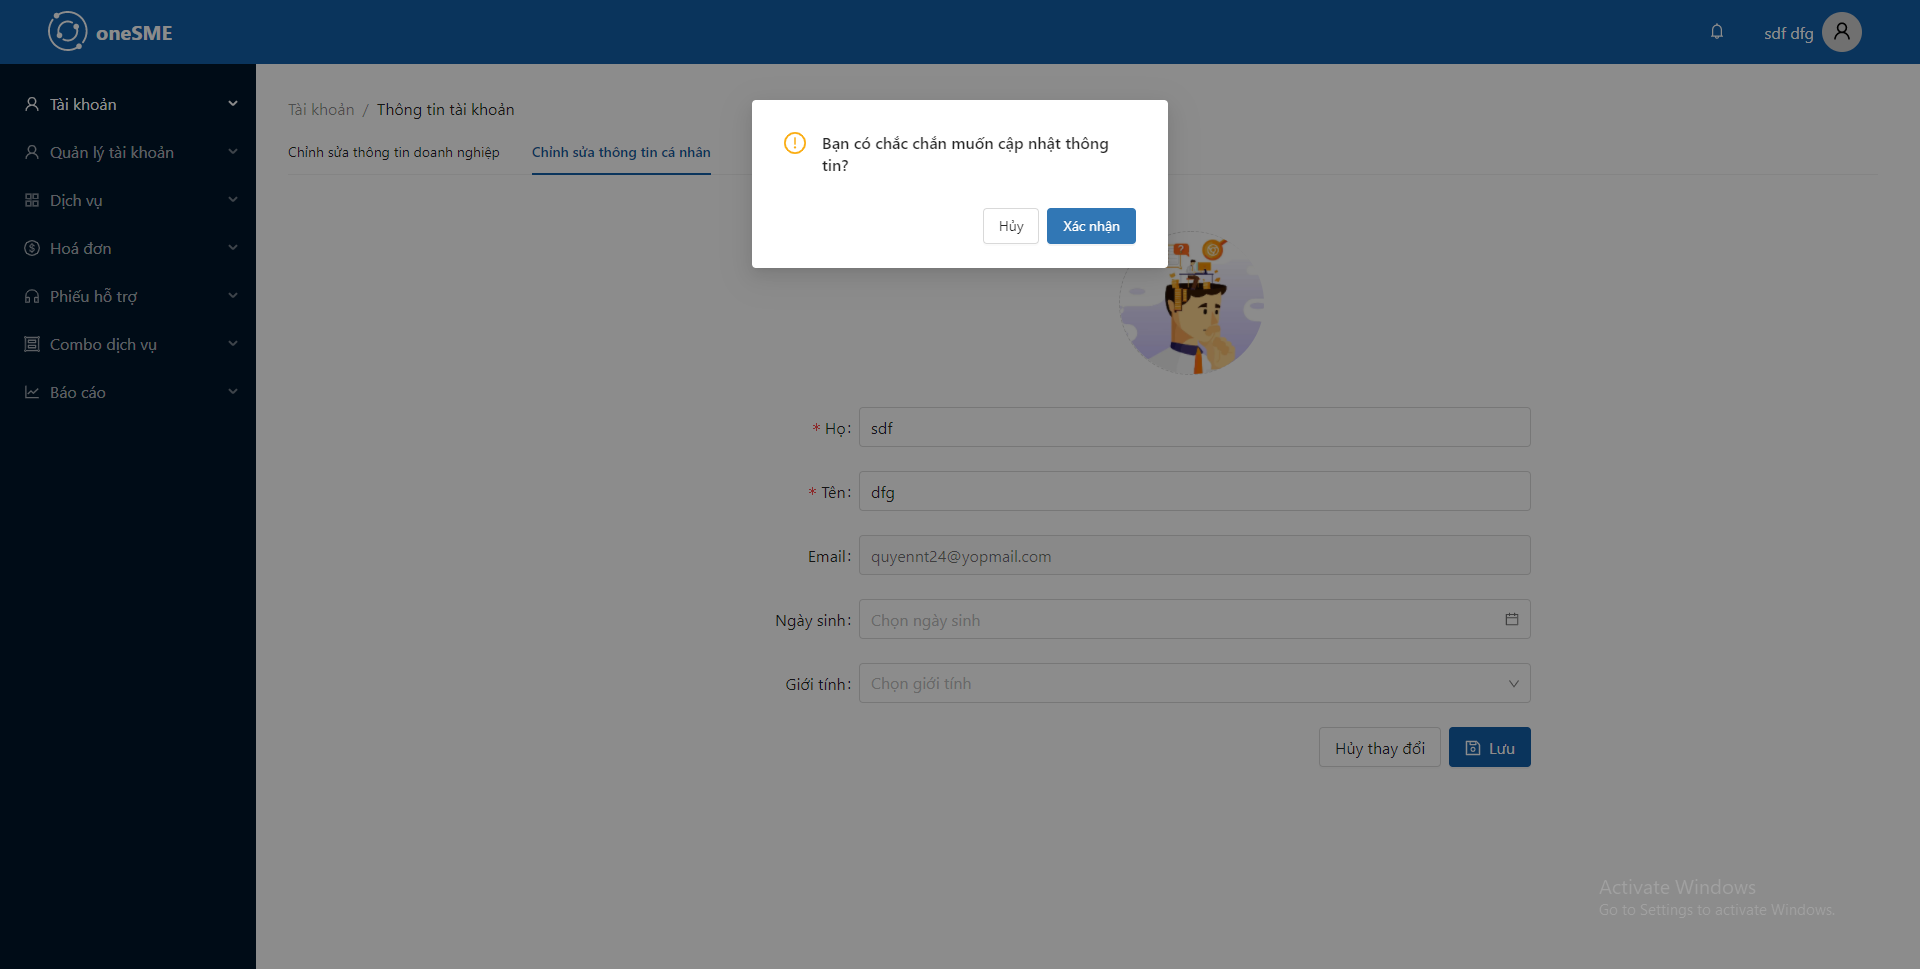 oneSME
sdf dfg
Tài khoản
Quản lý tài khoản
Dịch vụ
Hoá đơn
Phiếu hỗ trợ
Combo dịch vụ
Báo cáo
Tài khoản / Thông tin tài khoản
Chỉnh sửa thông tin doanh nghiệp
Chỉnh sửa thông tin cá nhân
Bạn có chắc chắn muốn cập nhật thông
tin?
Hủy
Xác nhận
* Họ: sdf
* Tên: dfg
Email: quyennt24@yopmail.com
Ngày sinh: Chọn ngày sinh
Giới tính: Chọn giới tính
Hủy thay đổi
Lưu
Activate Windows
Go to Settings to activate Windows.